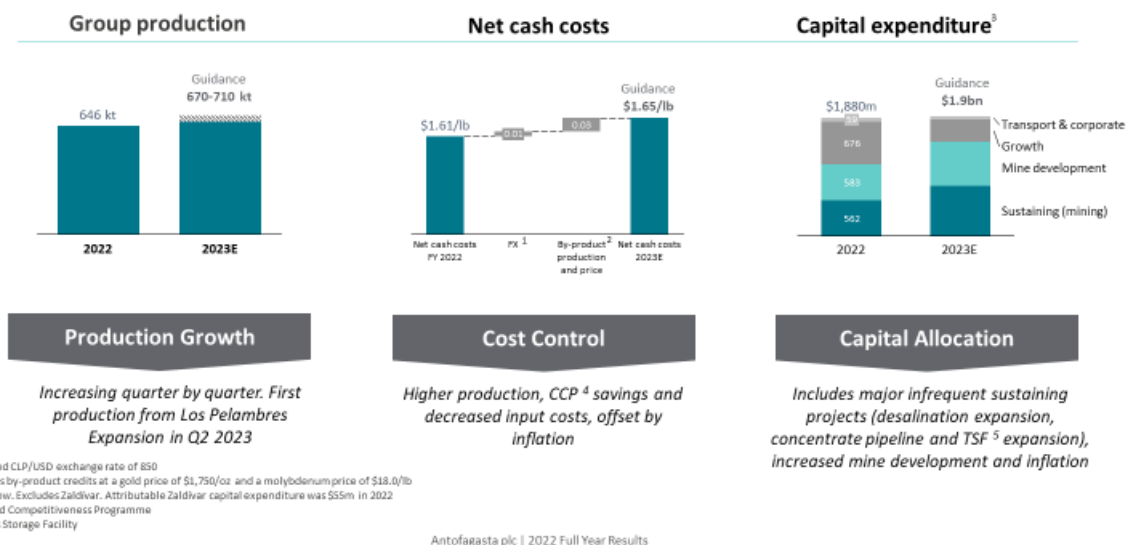 Group production
Net cash costs
Capital expenditure3
Guidance
670-710 kt
646 kt
2022
2023E
Guidance
$1.65/lb
$1.61/lb
0.01
0.03
Net cash costs
FY 2022
FX 1
By-product2
production
and price
Net cash costs
2023E
Guidance
$1.9bn
$1,880m
59
676
583
562
Transport & corporate
Growth
Mine development
Sustaining (mining)
2022
2023E
Production Growth
Cost Control
Capital Allocation
Increasing quarter by quarter. First
production from Los Pelambres
Expansion in Q2 2023
Higher production, CCP 4 savings and
decreased input costs, offset by
inflation
Includes major infrequent sustaining
projects (desalination expansion,
concentrate pipeline and TSF 5 expansion),
increased mine development and inflation
CLP/USD exchange rate of 850
by-product credits at a gold price of $1,750/oz and a molybdenum price of $18.0/lb
Excludes Zaldívar. Attributable Zaldívar capital expenditure was $55m in 2022
Competitiveness Programme
Storage Facility
Antofagasta plc | 2022 Full Year Results